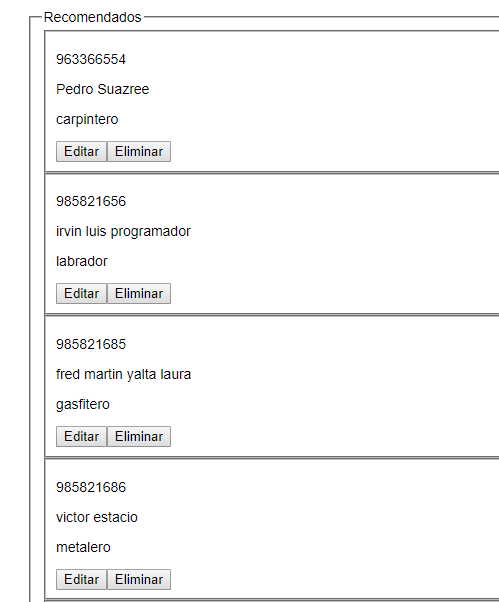 Recomendados
963366554
Pedro Suazree
carpintero
Editar Eliminar
985821656
irvin luis programador
labrador
Editar Eliminar
985821685
fred martin yalta laura
gasfitero
Editar Eliminar
985821686
victor estacio
metalero
Editar Eliminar